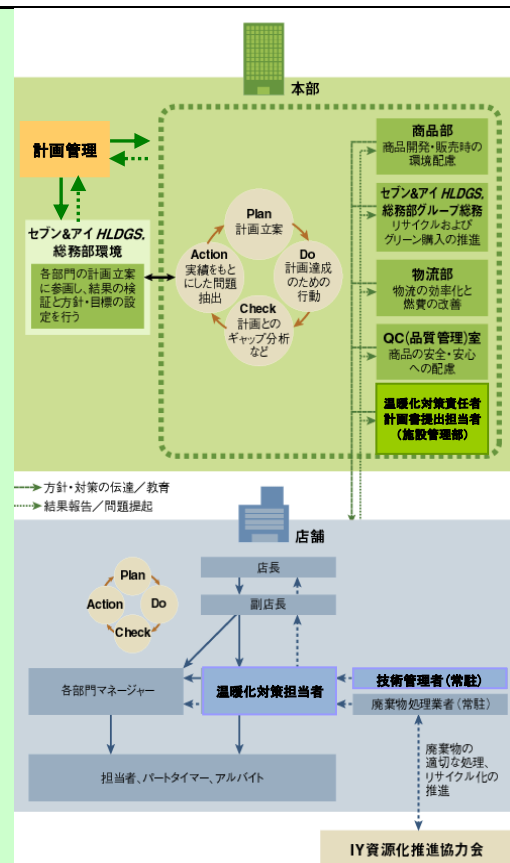 本部
計画管理
セブン&アイ HLDGS.
総務部環境
各部門の計画立案
に参画し、結果の検
証と方針・目標の設
定を行う
Plan
計画立案
Do
計画達成
のための
行動
Check
計画との
ギャップ分析
など
Action
実績をもと
にした問題
抽出
商品部
商品開発・販売時の
環境配慮
セブン&アイ HLDGS.
総務部グループ総務
リサイクルおよび
グリーン購入の推進
物流部
物流の効率化と
燃費の改善
QC(品質管理)室
商品の安全・安心
への配慮
温暖化対策責任者
計画書提出担当者
(施設管理部)
方針・対策の伝達/教育
結果報告/問題提起
店舗
Plan
Do
Check
Action
店長
副店長
各部門マネージャー
温暖化対策担当者
技術管理者(常駐)
廃棄物処理業者(常駐)
担当者、パートタイマー、アルバイト
廃棄物の
適切な処理、
リサイクル化の
推進
IY資源化推進協力会